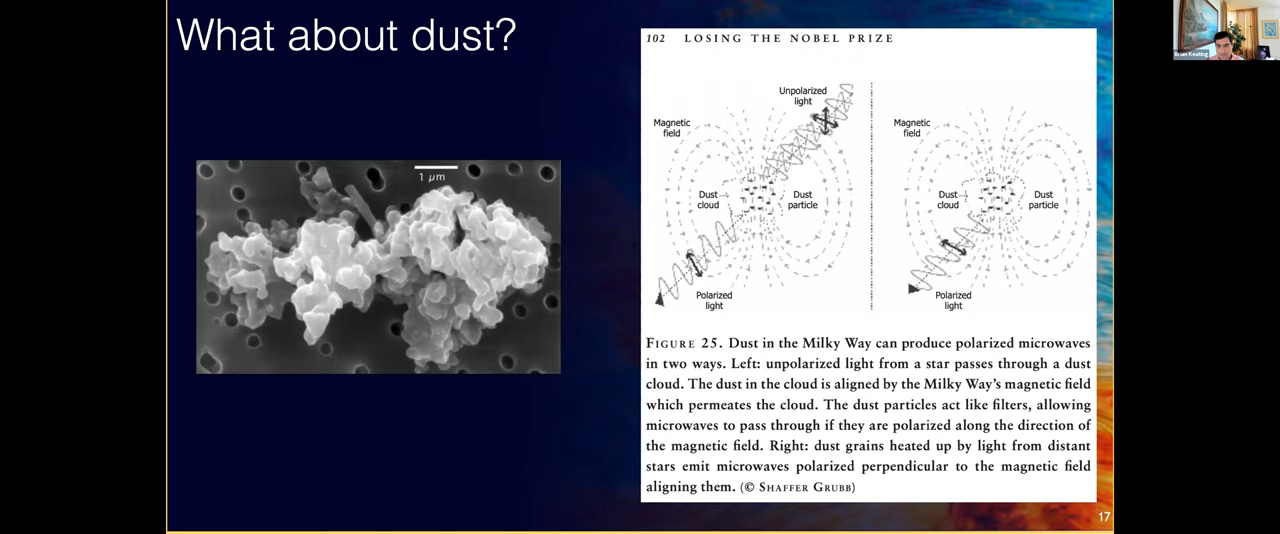 What about dust?
1 μm
102 LOSING THE NOBEL PRIZE
Unpolarized
light
Magnetic
field
Dust
cloud
Dust
particle
Polarized
light
Magnetic
field
Dust
cloud
Dust
particle
Polarized
light
FIGURE 25. Dust in the Milky Way can produce polarized microwaves
in two ways. Left: unpolarized light from a star passes through a dust
cloud. The dust in the cloud is aligned by the Milky Way's magnetic field
which permeates the cloud. The dust particles act like filters, allowing
microwaves to pass through if they are polarized along the direction of
the magnetic field. Right: dust grains heated up by light from distant
stars emit microwaves polarized perpendicular to the magnetic field
aligning them. (© SHAFFER GRUBB)
17
Brian Keating